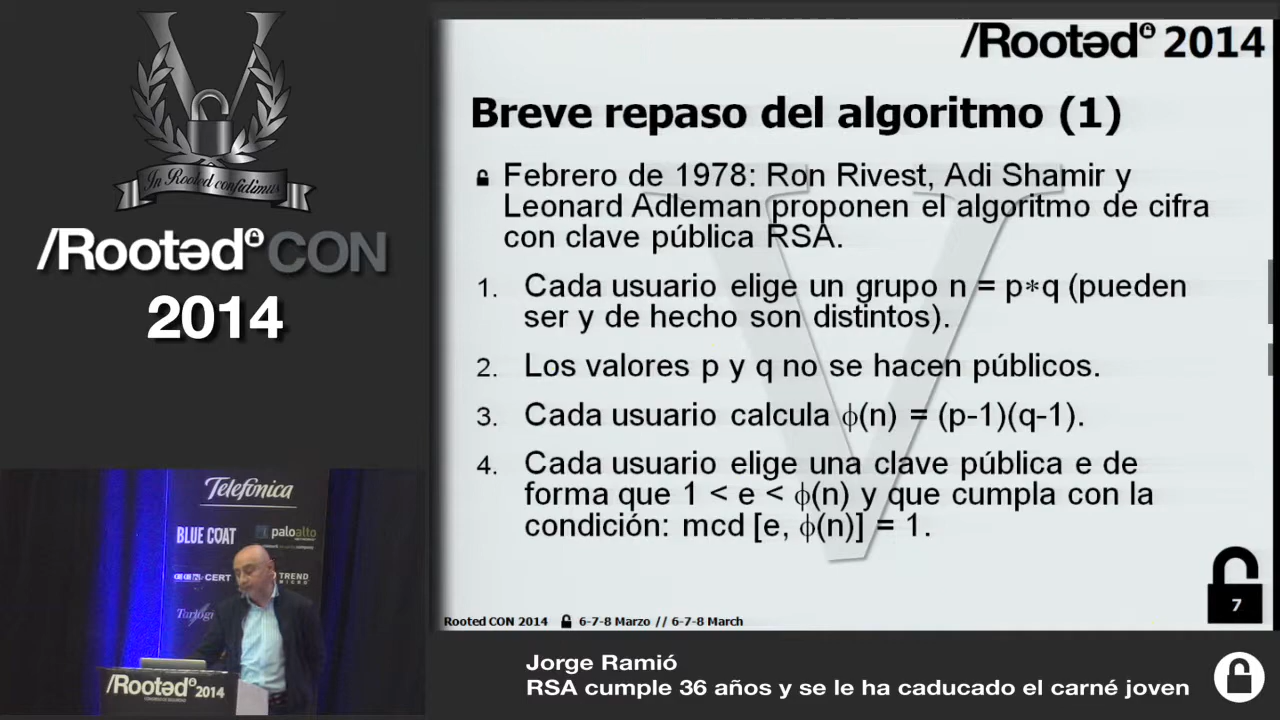 In Rooted confidimus
/Rootəd CON
2014
/Rootəd 2014
Breve repaso del algoritmo (1)
Febrero de 1978: Ron Rivest, Adi Shamir y
Leonard Adleman proponen el algoritmo de cifra
con clave pública RSA.
1. Cada usuario elige un grupo n = p*q (pueden
ser y de hecho son distintos).
2. Los valores p y q no se hacen públicos.
3. Cada usuario calcula ϕ(n) = (p-1)(q-1).
4. Cada usuario elige una clave pública e de
forma que 1 < e < ϕ(n) y que cumpla con la
condición: mcd [e, ϕ(n)] = 1.
7
Rooted CON 2014 6-7-8 Marzo // 6-7-8 March
Telefónica
BLUE COAT paloalto
CERT TREND
MICRO
/Rootəd 2014
Jorge Ramió
RSA cumple 36 años y se le ha caducado el carné joven